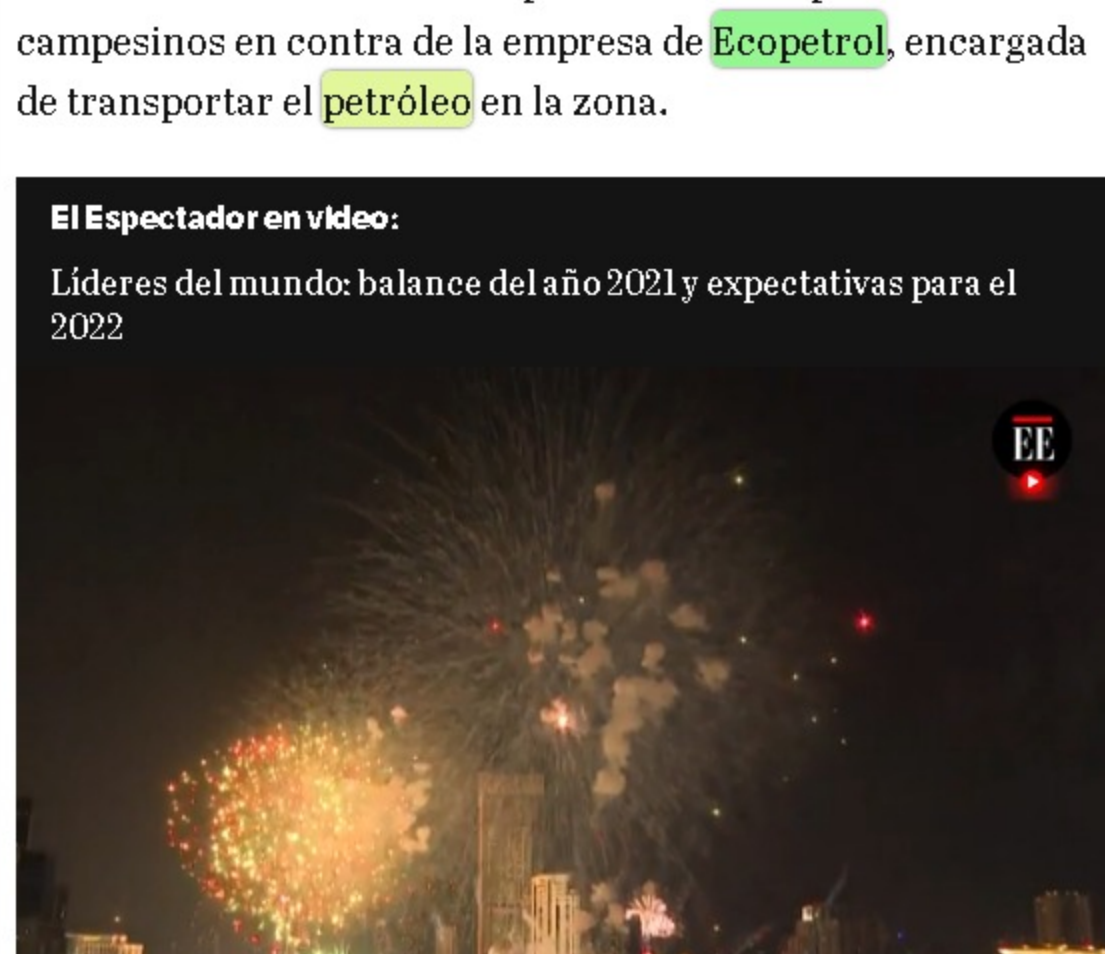 campesinos en contra de la empresa de Ecopetrol, encargada
de transportar el petróleo en la zona.
El Espectador en video:
Líderes del mundo: balance del año 2021 y expectativas para el
2022
EE